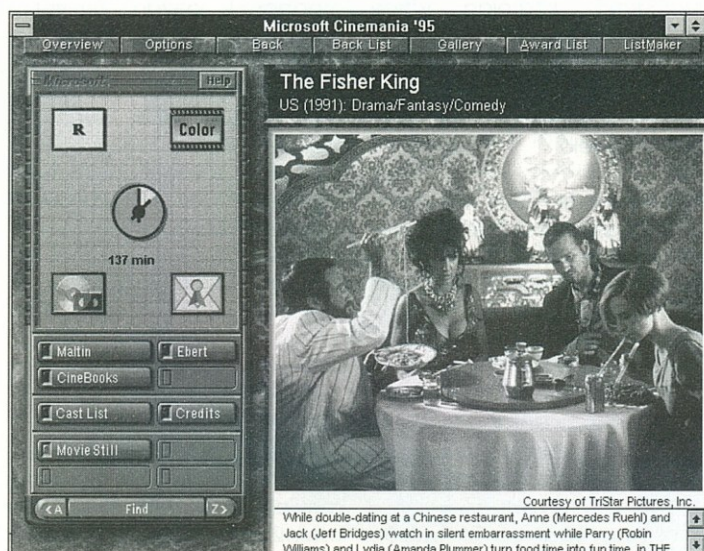 Microsoft Cinemania '95
Overview Options Back Back List Gallery Award List ListMaker
Microsoft Help
The Fisher King
US (1991): Drama/Fantasy/Comedy
R Color
137 min
Maltin Ebert
CineBooks
Cast List Credits
Movie Still
<A Find Z>
Courtesy of TriStar Pictures, Inc.
While double-dating at a Chinese restaurant, Anne (Mercedes Ruehl) and
Jack (Jeff Bridges) watch in silent embarrassment while Parry (Robin
Williams) and Lydia (Amanda Plummer) turn food time into fun time, in THE